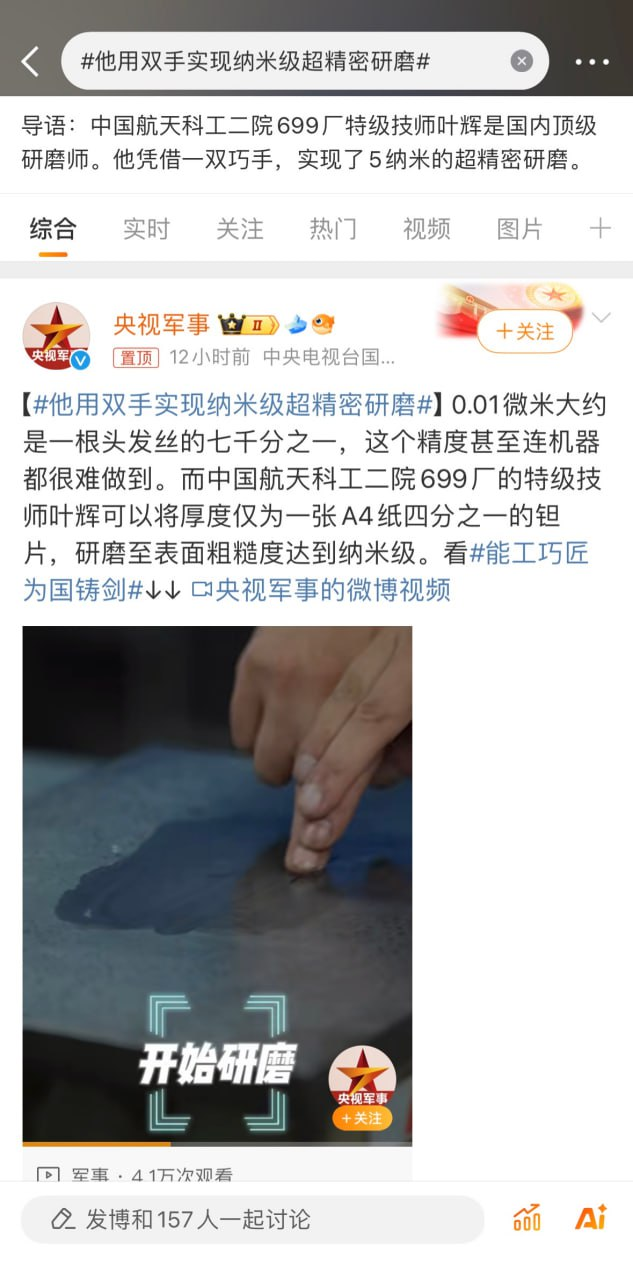 #他用双手实现纳米级超精密研磨#
导语：中国航天科工二院699厂特级技师叶辉是国内顶级
研磨师。他凭借一双巧手，实现了5纳米的超精密研磨。
综合 实时 关注 热门 视频 图片
央视军事 II
+关注
置顶 12小时前 中央电视台国...
央视军
【#他用双手实现纳米级超精密研磨#】0.01微米大约
是一根头发丝的七千分之一，这个精度甚至连机器
都很难做到。而中国航天科工二院699厂的特级技
师叶辉可以将厚度仅为一张A4纸四分之一的钽
片，研磨至表面粗糙度达到纳米级。看#能工巧匠
为国铸剑#↓↓ 央视军事的微博视频
开始研磨
央视军事
+关注
军事 · 4.1万次观看
发博和157人一起讨论
Ai